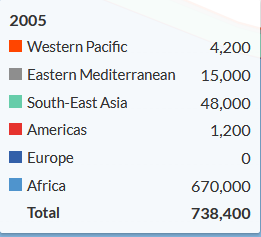 2005
Western Pacific 4,200
Eastern Mediterranean 15,000
South-East Asia 48,000
Americas 1,200
Europe 0
Africa 670,000
Total 738,400